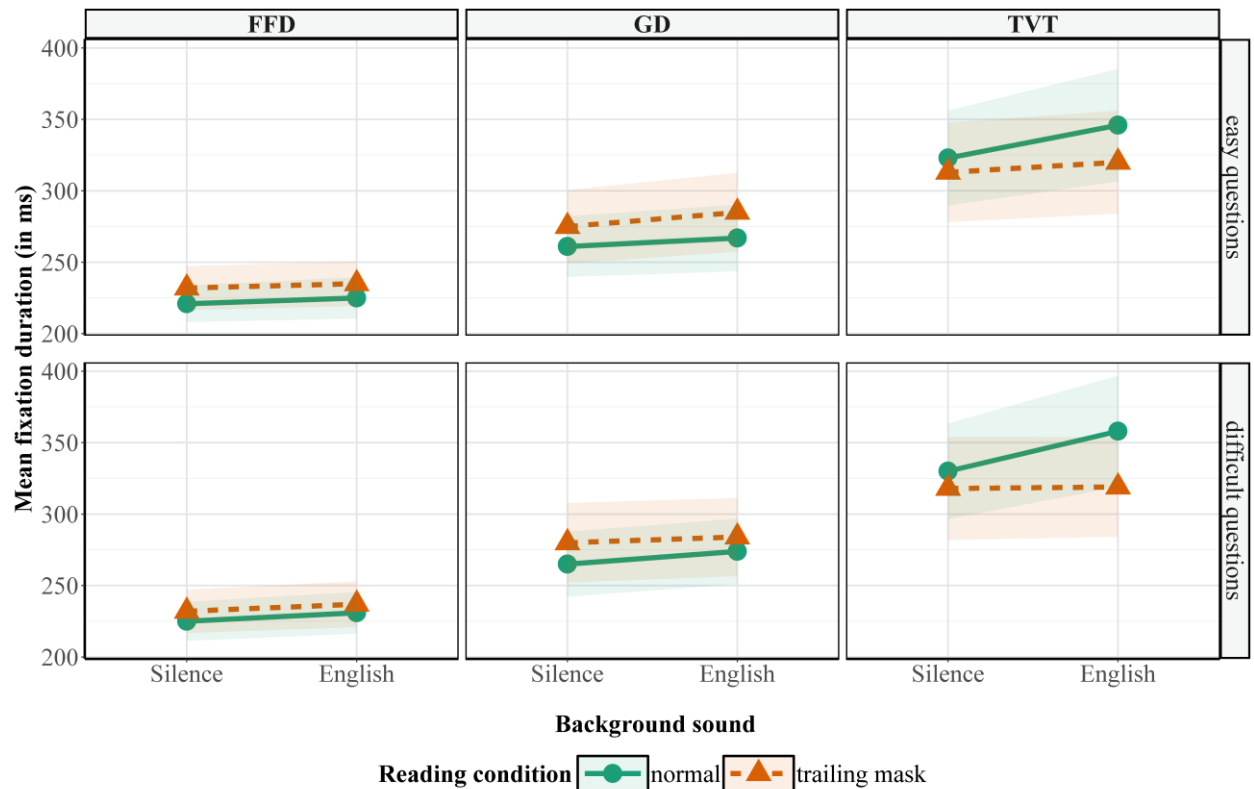 FFD GD TVT
Mean fixation duration (in ms)
400
350
300
250
200
easy questions
400
350
300
250
200
difficult questions
Silence English Silence English Silence English
Background sound
Reading condition normal trailing mask